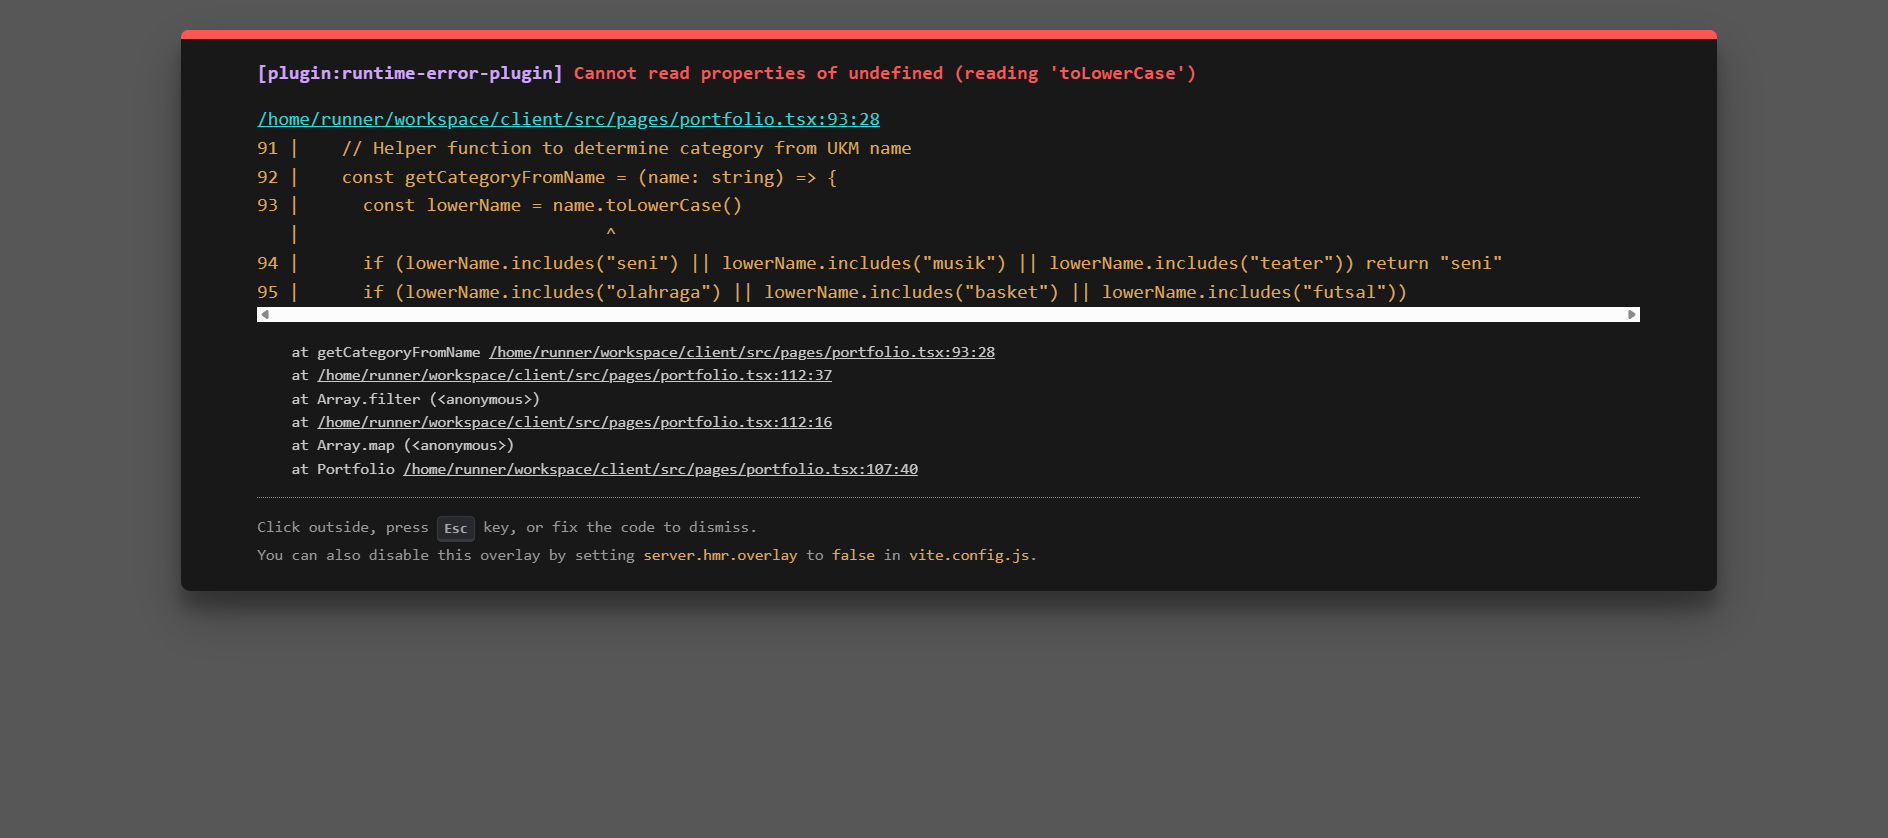 [plugin:runtime-error-plugin] Cannot read properties of undefined (reading 'toLowerCase')
/home/runner/workspace/client/src/pages/portfolio.tsx:93:28
91 |    // Helper function to determine category from UKM name
92 |    const getCategoryFromName = (name: string) => {
93 |      const lowerName = name.toLowerCase()
   |                             ^
94 |      if (lowerName.includes("seni") || lowerName.includes("musik") || lowerName.includes("teater")) return "seni"
95 |      if (lowerName.includes("olahraga") || lowerName.includes("basket") || lowerName.includes("futsal"))
at getCategoryFromName /home/runner/workspace/client/src/pages/portfolio.tsx:93:28
at /home/runner/workspace/client/src/pages/portfolio.tsx:112:37
at Array.filter (<anonymous>)
at /home/runner/workspace/client/src/pages/portfolio.tsx:112:16
at Array.map (<anonymous>)
at Portfolio /home/runner/workspace/client/src/pages/portfolio.tsx:107:40
Click outside, press Esc key, or fix the code to dismiss.
You can also disable this overlay by setting server.hmr.overlay to false in vite.config.js.